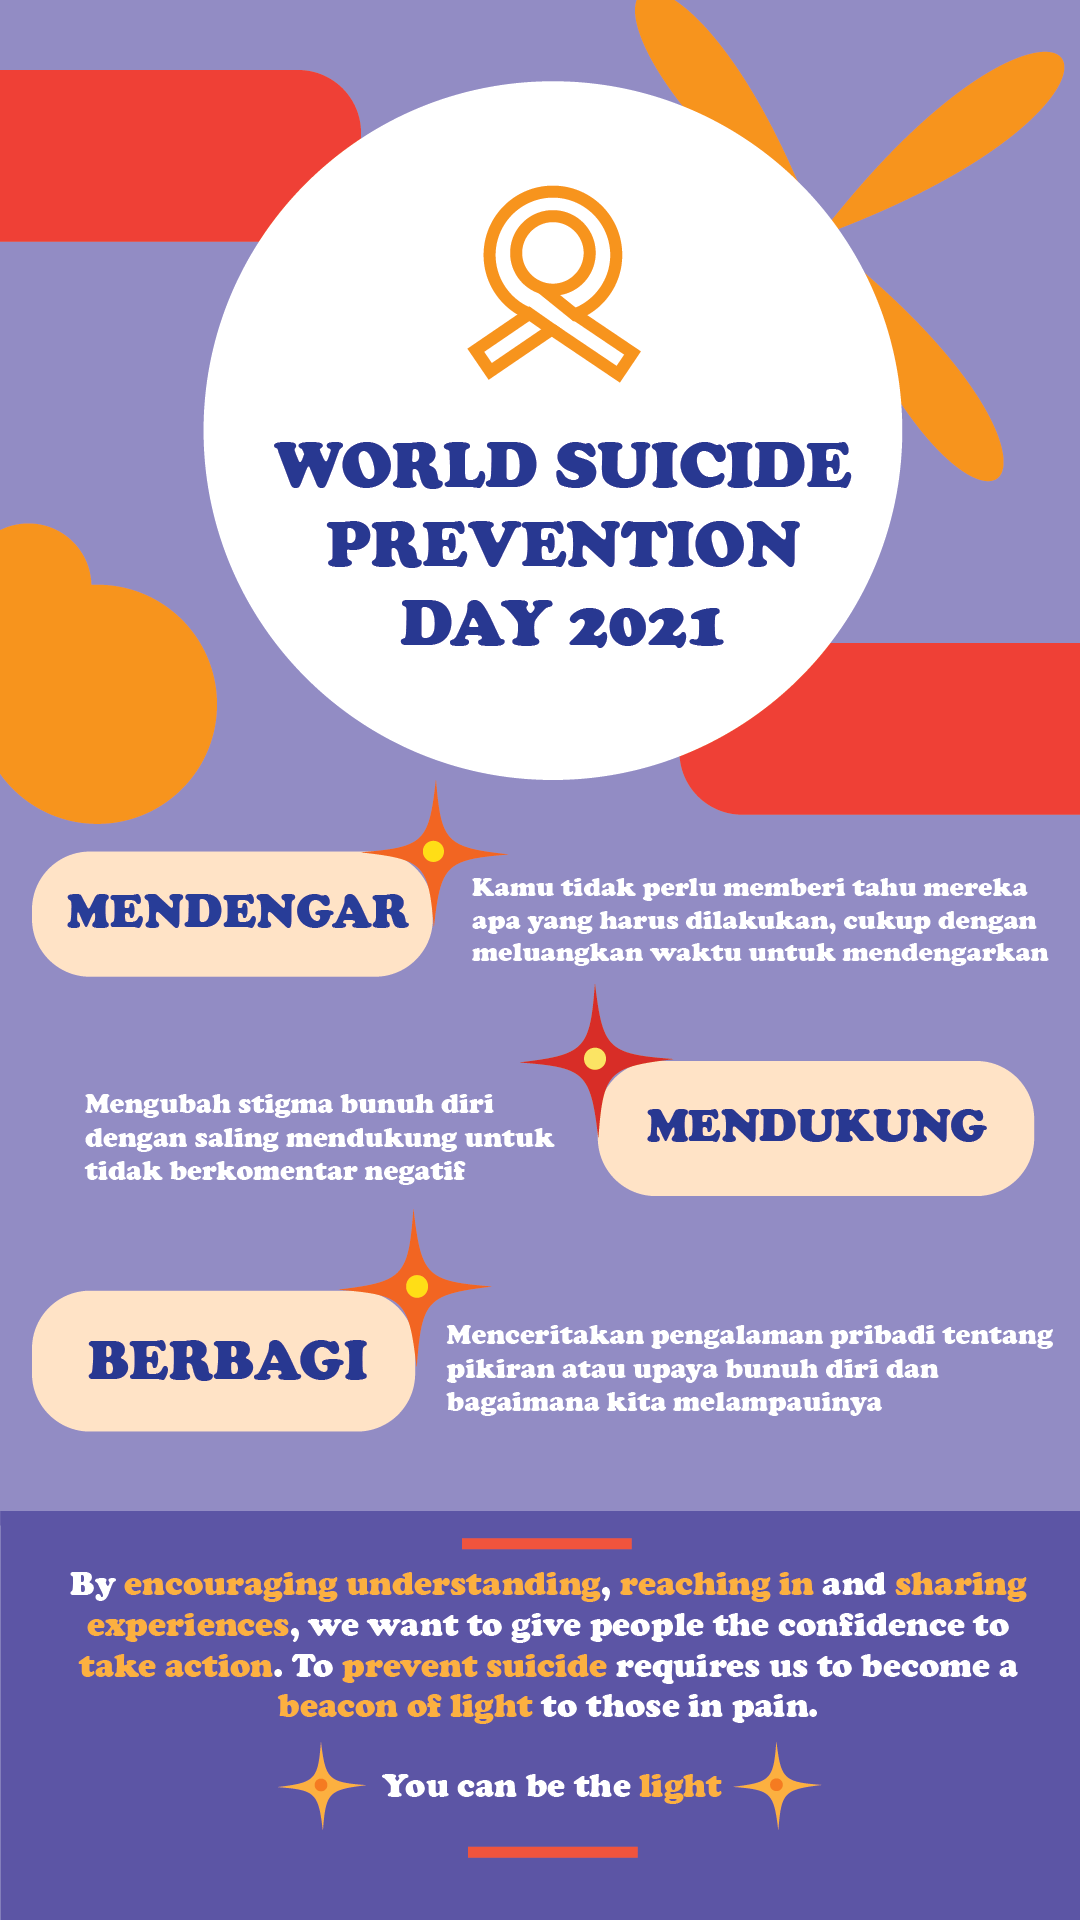 WORLD SUICIDE
PREVENTION
DAY 2021
MENDENGAR
Kamu tidak perlu memberi tahu mereka
apa yang harus dilakukan, cukup dengan
meluangkan waktu untuk mendengarkan
Mengubah stigma bunuh diri
dengan saling mendukung untuk
tidak berkomentar negatif
MENDUKUNG
BERBAGI
Menceritakan pengalaman pribadi tentang
pikiran atau upaya bunuh diri dan
bagaimana kita melampauinya
By encouraging understanding, reaching in and sharing
experiences, we want to give people the confidence to
take action. To prevent suicide requires us to become a
beacon of light to those in pain.
You can be the light